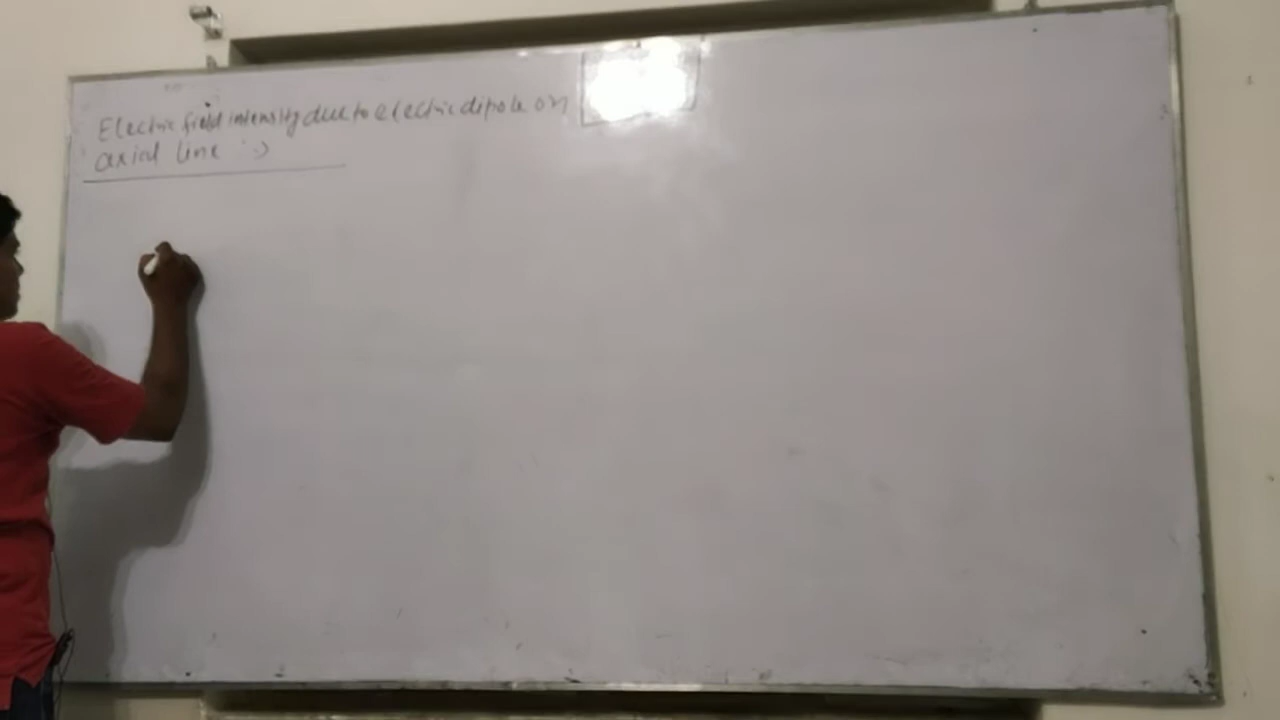 Electric field intensity due to electric dipole on
axial line :->